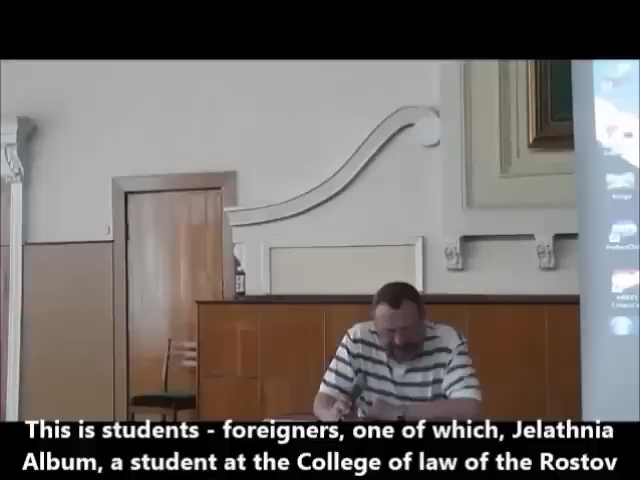 This is students - foreigners, one of which, Jelathnia
Album, a student at the College of law of the Rostov